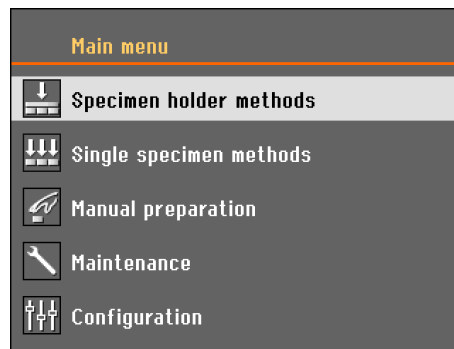 Main menu
Specimen holder methods
Single specimen methods
Manual preparation
Maintenance
Configuration